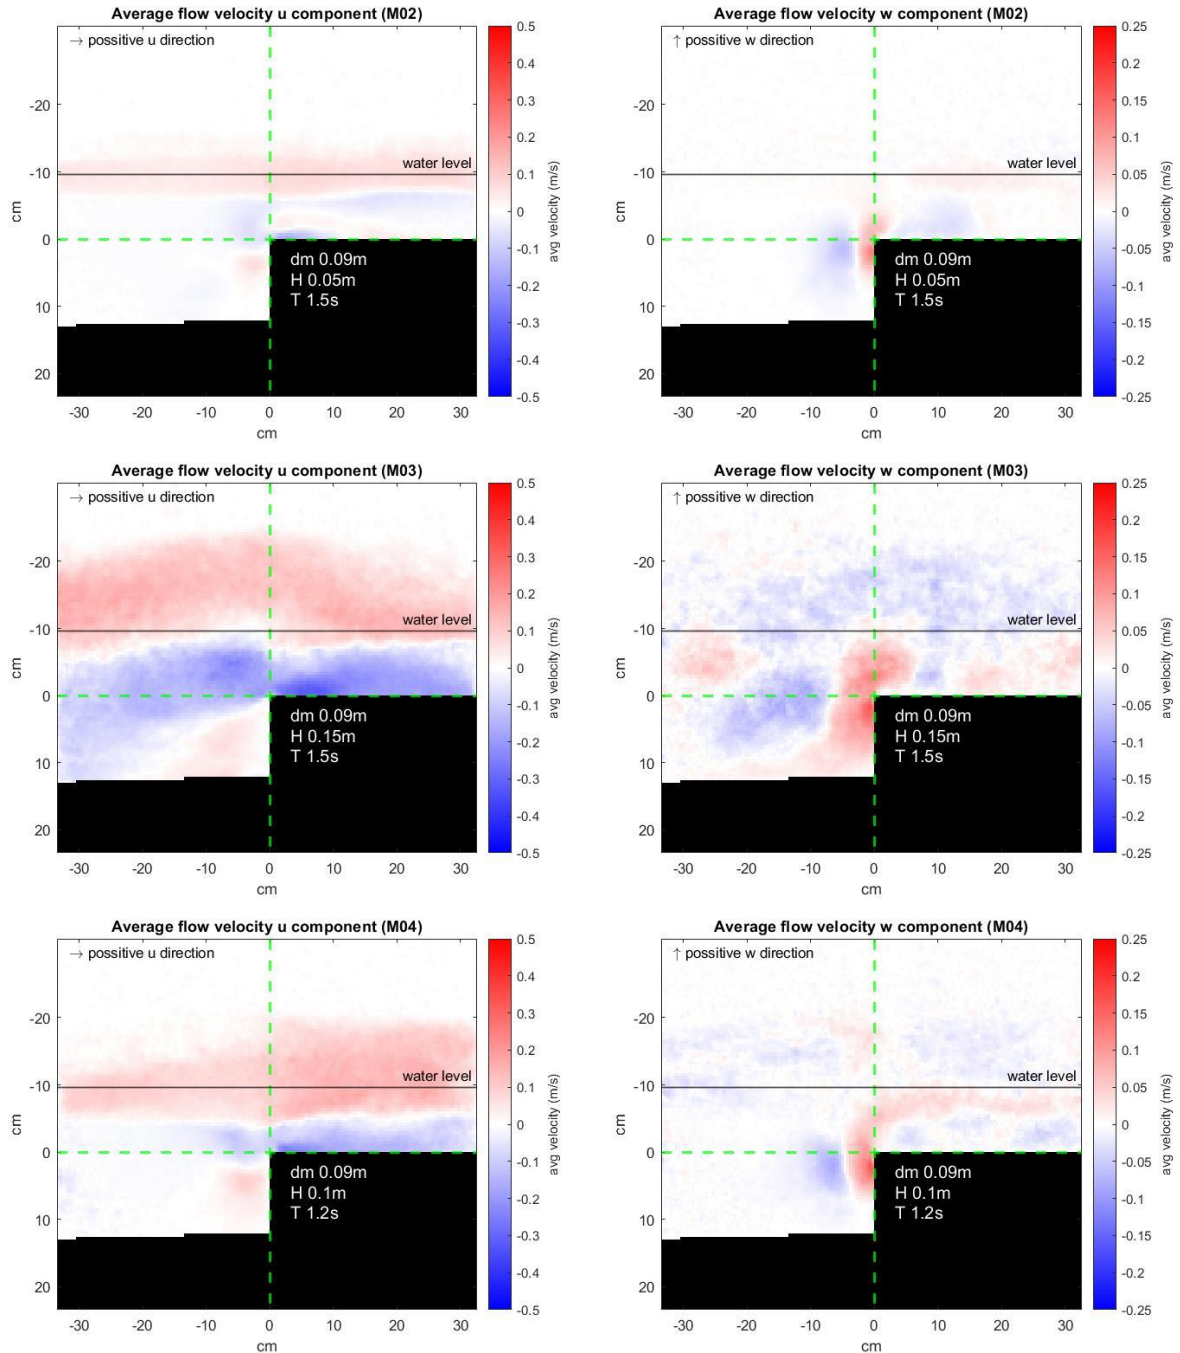 Average flow velocity u component (M02)
→ possitive u direction
water level
dm 0.09m
H 0.05m
T 1.5s
-20
-10
0
10
20
cm
-30
-20
-10
0
10
20
30
cm
0.5
0.4
0.3
0.2
0.1
0
-0.1
-0.2
-0.3
-0.4
-0.5
avg velocity (m/s)
Average flow velocity w component (M02)
↑ possitive w direction
water level
dm 0.09m
H 0.05m
T 1.5s
-20
-10
0
10
20
cm
-30
-20
-10
0
10
20
30
cm
0.25
0.2
0.15
0.1
0.05
0
-0.05
-0.1
-0.15
-0.2
-0.25
avg velocity (m/s)
Average flow velocity u component (M03)
→ possitive u direction
water level
dm 0.09m
H 0.15m
T 1.5s
-20
-10
0
10
20
cm
-30
-20
-10
0
10
20
30
cm
0.5
0.4
0.3
0.2
0.1
0
-0.1
-0.2
-0.3
-0.4
-0.5
avg velocity (m/s)
Average flow velocity w component (M03)
↑ possitive w direction
water level
dm 0.09m
H 0.15m
T 1.5s
-20
-10
0
10
20
cm
-30
-20
-10
0
10
20
30
cm
0.25
0.2
0.15
0.1
0.05
0
-0.05
-0.1
-0.15
-0.2
-0.25
avg velocity (m/s)
Average flow velocity u component (M04)
→ possitive u direction
water level
dm 0.09m
H 0.1m
T 1.2s
-20
-10
0
10
20
cm
-30
-20
-10
0
10
20
30
cm
0.5
0.4
0.3
0.2
0.1
0
-0.1
-0.2
-0.3
-0.4
-0.5
avg velocity (m/s)
Average flow velocity w component (M04)
↑ possitive w direction
water level
dm 0.09m
H 0.1m
T 1.2s
-20
-10
0
10
20
cm
-30
-20
-10
0
10
20
30
cm
0.25
0.2
0.15
0.1
0.05
0
-0.05
-0.1
-0.15
-0.2
-0.25
avg velocity (m/s)